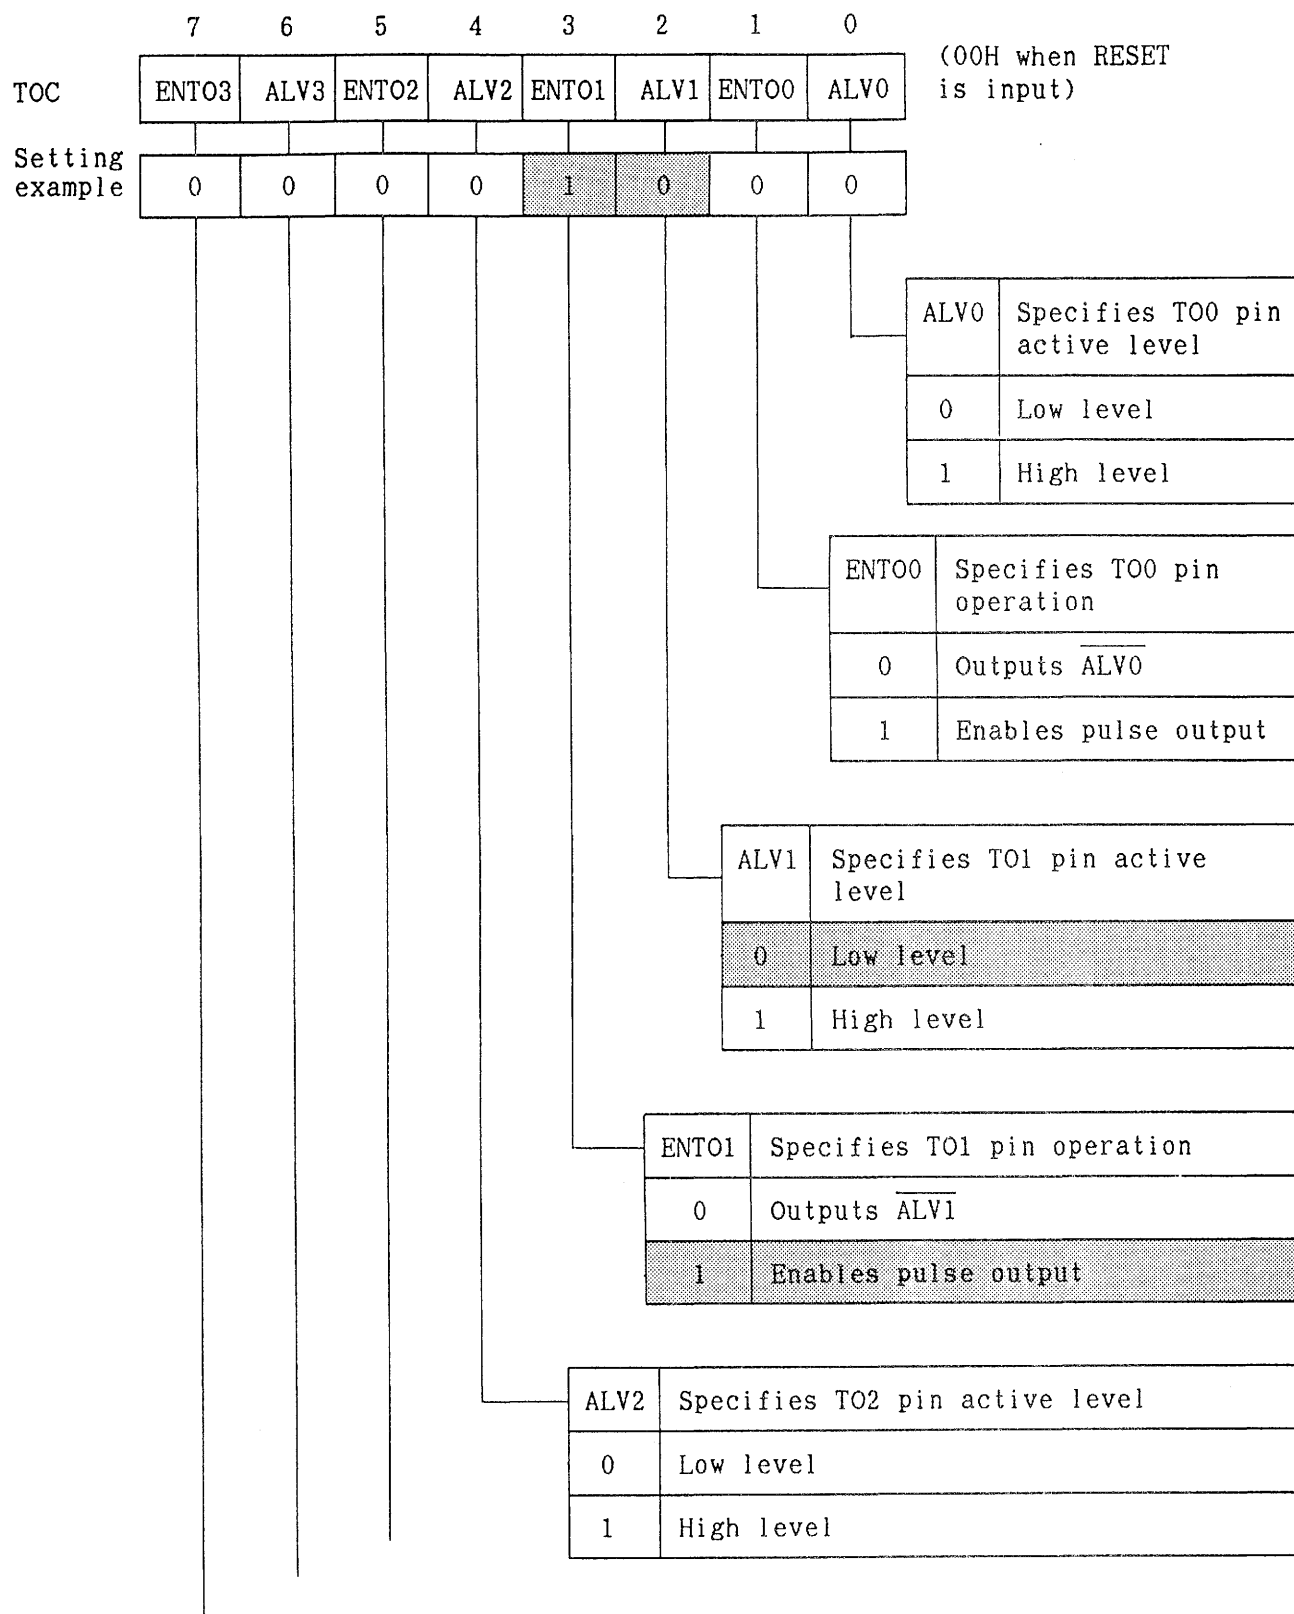 7 6 5 4 3 2 1 0
(00H when RESET
is input)
TOC ENTO3 ALV3 ENTO2 ALV2 ENTO1 ALV1 ENTO0 ALV0
Setting
example 0 0 0 0 1 0 0 0
ALV0 Specifies TO0 pin
active level
0 Low level
1 High level
ENTO0 Specifies TO0 pin
operation
0 Outputs A̅L̅V̅0̅
1 Enables pulse output
ALV1 Specifies TO1 pin active
level
0 Low level
1 High level
ENTO1 Specifies TO1 pin operation
0 Outputs A̅L̅V̅1̅
1 Enables pulse output
ALV2 Specifies TO2 pin active level
0 Low level
1 High level